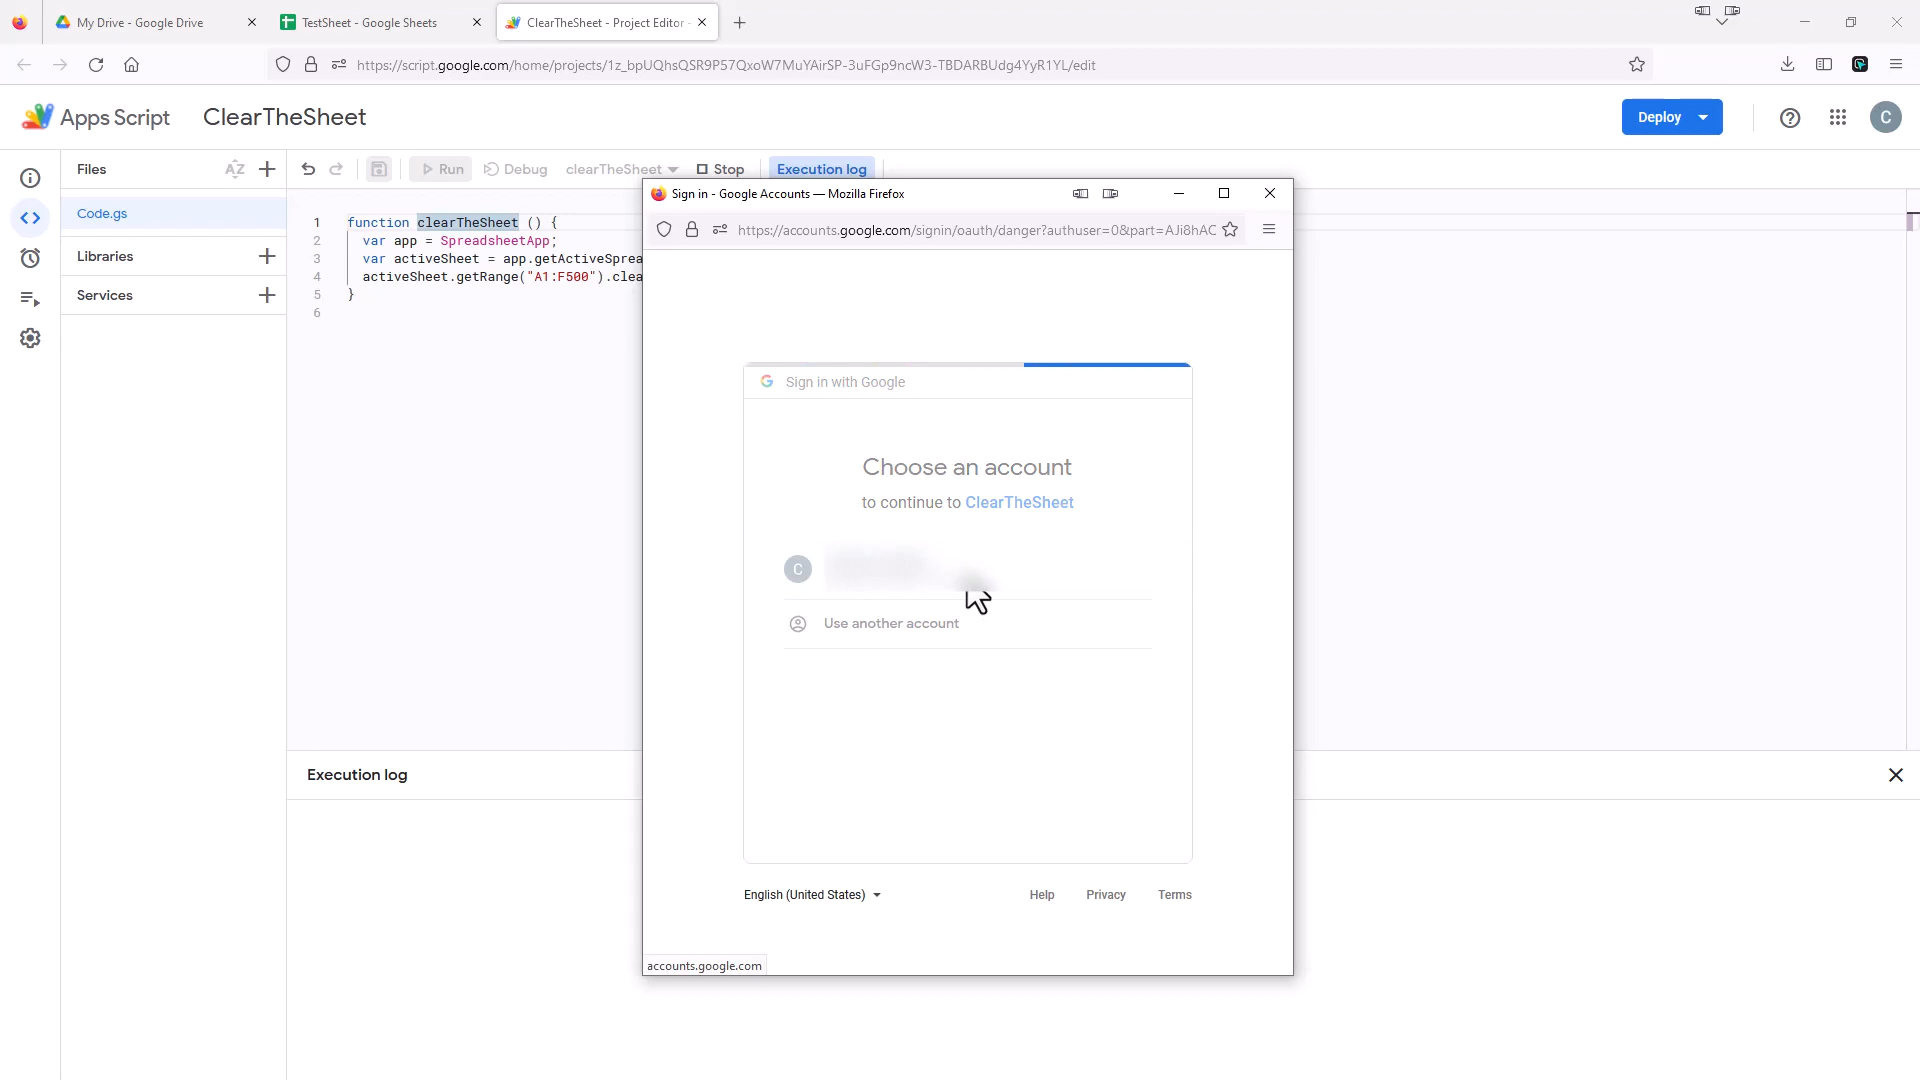 My Drive - Google Drive
TestSheet - Google Sheets
ClearTheSheet - Project Editor -
https://script.google.com/home/projects/1z_bpUQhsQSR9P57QxoW7MuYAirSP-3uFGp9ncW3-TBDARBUdg4YyR1YL/edit
Apps Script
ClearTheSheet
Deploy
C
Files
AZ
Run
Debug
clearTheSheet
Stop
Execution log
Code.gs
Libraries
Services
1 function clearTheSheet () {
2 var app = SpreadsheetApp;
3 var activeSheet = app.getActiveSprea
4 activeSheet.getRange("A1:F500").clea
5 }
6
Execution log
Sign in - Google Accounts — Mozilla Firefox
https://accounts.google.com/signin/oauth/danger?authuser=0&part=AJi8hAC
Sign in with Google
Choose an account
to continue to ClearTheSheet
C
Use another account
English (United States)
Help
Privacy
Terms
accounts.google.com